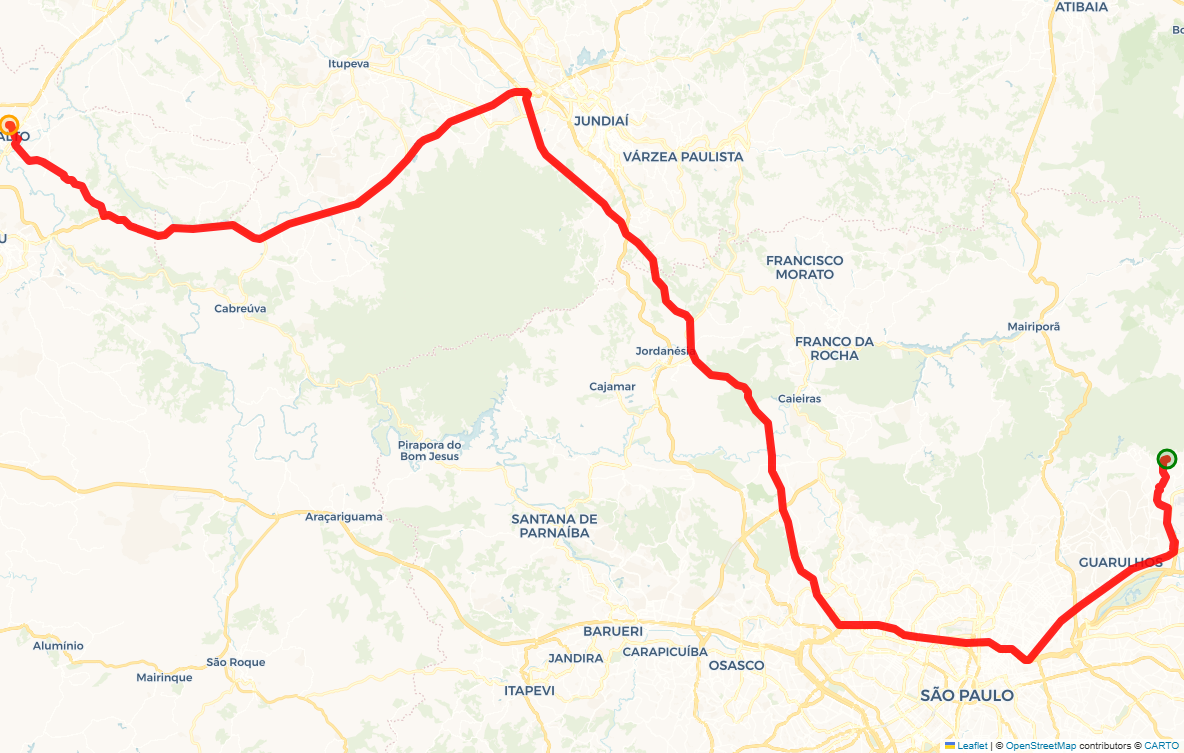 ATIBAIA
Itupeva
JUNDIAÍ
ALTO
VÁRZEA PAULISTA
U
FRANCISCO
MORATO
Cabreúva
Mairiporã
FRANCO DA
ROCHA
Jordanésia
Cajamar
Caieiras
Pirapora do
Bom Jesus
Araçariguama
SANTANA DE
PARNAÍBA
GUARULHOS
BARUERI
Alumínio
CARAPICUÍBA
JANDIRA
São Roque
OSASCO
Mairinque
ITAPEVI
SÃO PAULO
Leaflet | © OpenStreetMap contributors © CARTO